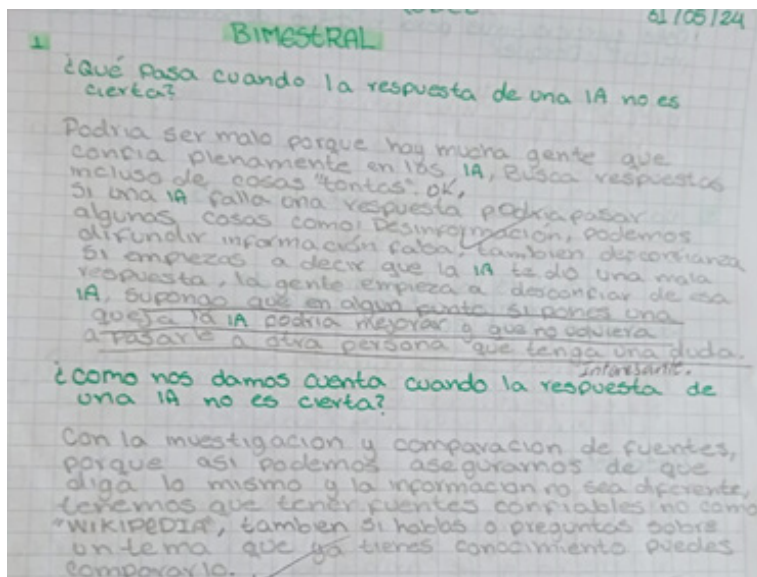 01/05/24
BIMESTRAL
1
¿Qué pasa cuando la respuesta de una IA no es
cierta?
Podria ser malo porque hay mucha gente que
confia plenamente en las IA, Busca respuestas
incluso de cosas "tontas". OK,
Si una IA falla una respuesta podria pasar
algunas cosas como: Desinformación, podemos
difundir información falsa, tambien desconfianza
si empiezas a decir que la IA te dio una mala
respuesta, la gente empieza a desconfiar de esa
IA, supongo que en algun punto si pones una
queja la IA podria mejorar y que no volviera
a pasarle a otra persona que tenga una duda.
Interesante.
¿como nos damos cuenta cuando la respuesta de
una IA no es cierta?
Con la investigacion y comparacion de fuentes,
porque asi podemos asegurarnos de que
diga lo mismo y la informacion no sea diferente,
tenemos que tener fuentes confiables no como
"WIKIPEDIA", tambien si hablas o preguntas sobre
un tema que ya tienes conocimiento puedes
compararlo.